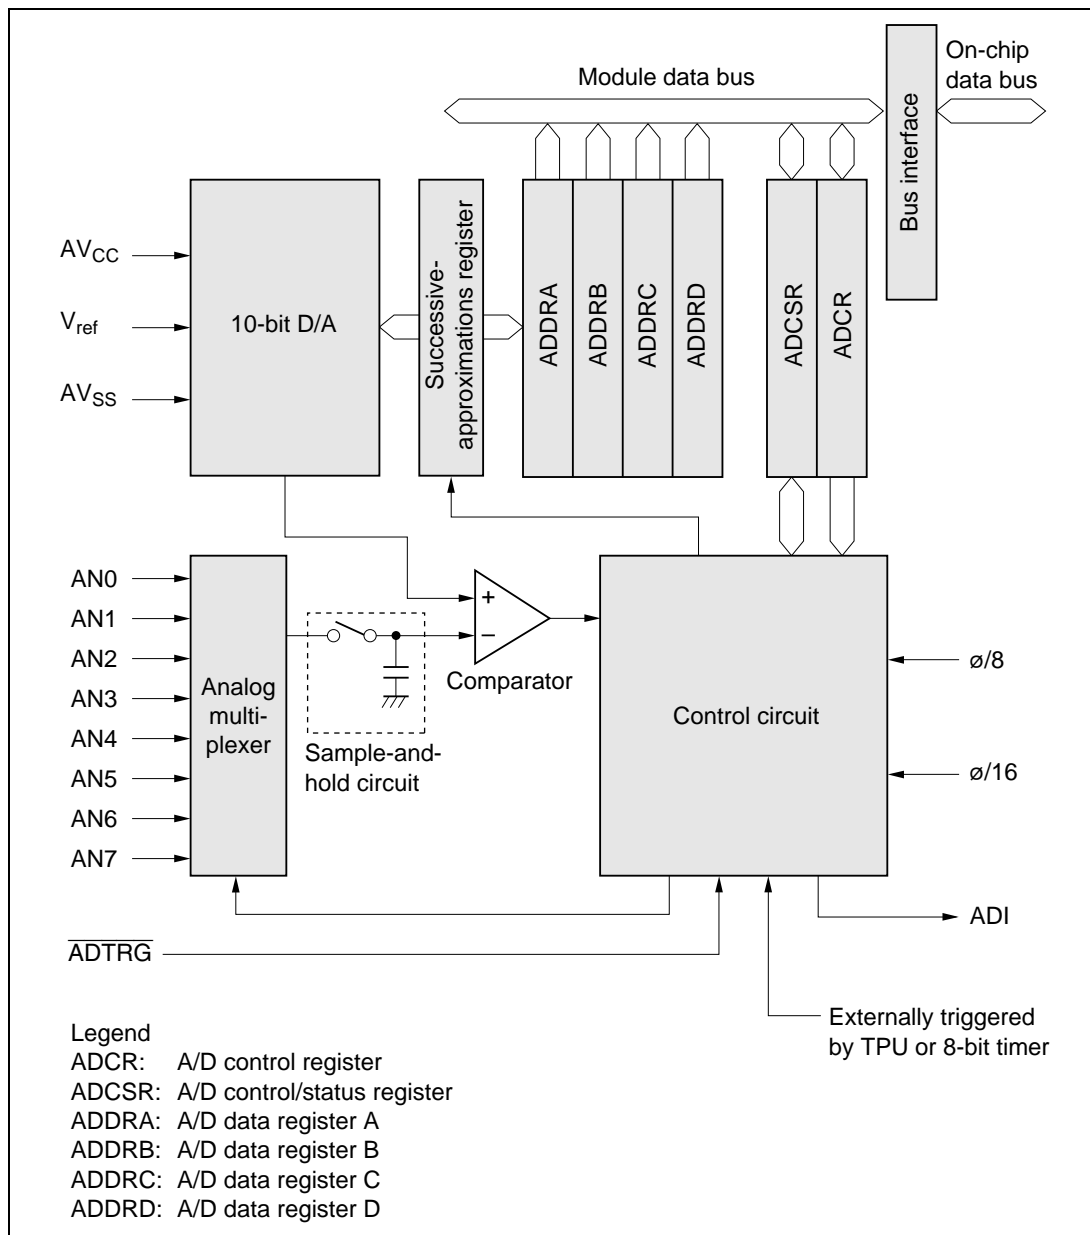 On-chip
data bus
Module data bus
Bus interface
AVCC
Vref
AVSS
10-bit D/A
Successive-
approximations register
ADDRA
ADDRB
ADDRC
ADDRD
ADCSR
ADCR
AN0
AN1
AN2
AN3
AN4
AN5
AN6
AN7
Analog
multi-
plexer
+
−
Comparator
Sample-and-
hold circuit
Control circuit
ø/8
ø/16
ADI
ADTRG
Externally triggered
by TPU or 8-bit timer
Legend
ADCR: A/D control register
ADCSR: A/D control/status register
ADDRA: A/D data register A
ADDRB: A/D data register B
ADDRC: A/D data register C
ADDRD: A/D data register D